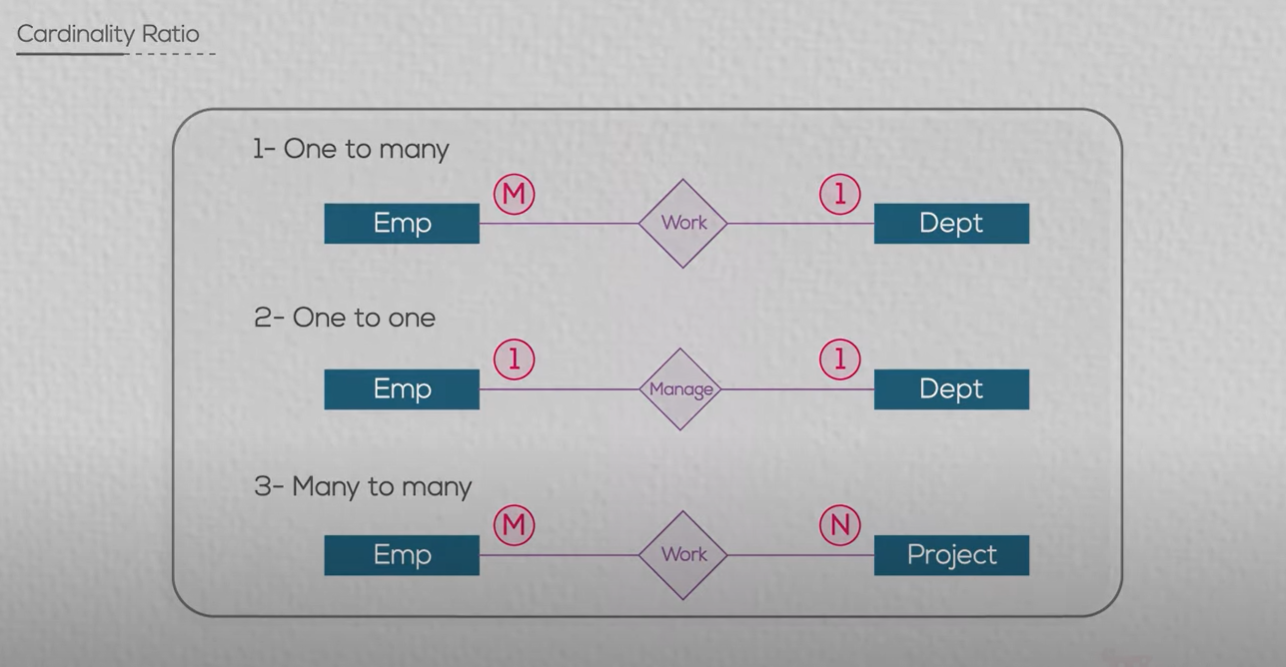 Cardinality Ratio
1- One to many
M 1
Emp Work Dept
2- One to one
1 1
Emp Manage Dept
3- Many to many
M N
Emp Work Project